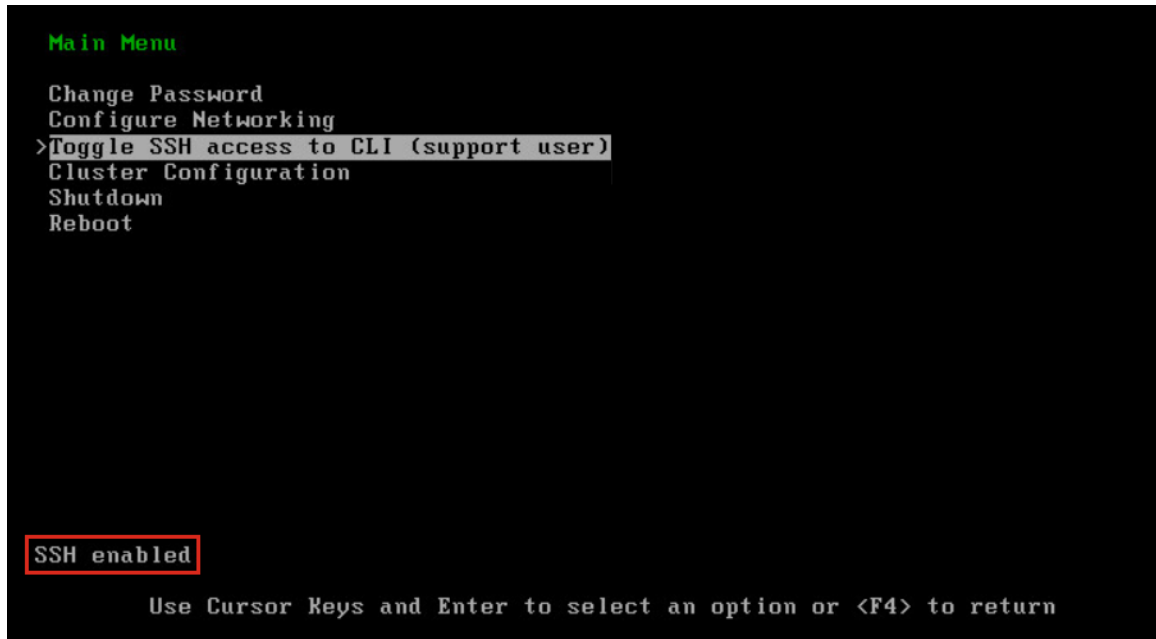 Main Menu
Change Password
Configure Networking
>Toggle SSH access to CLI (support user)
Cluster Configuration
Shutdown
Reboot
SSH enabled
Use Cursor Keys and Enter to select an option or <F4> to return